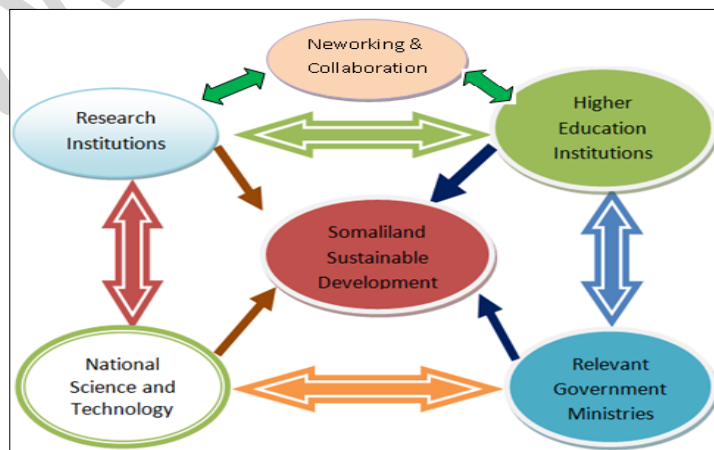 Neworking &
Collaboration
Research
Institutions
Higher
Education
Institutions
Somaliland
Sustainable
Development
National
Science and
Technology
Relevant
Government
Ministries